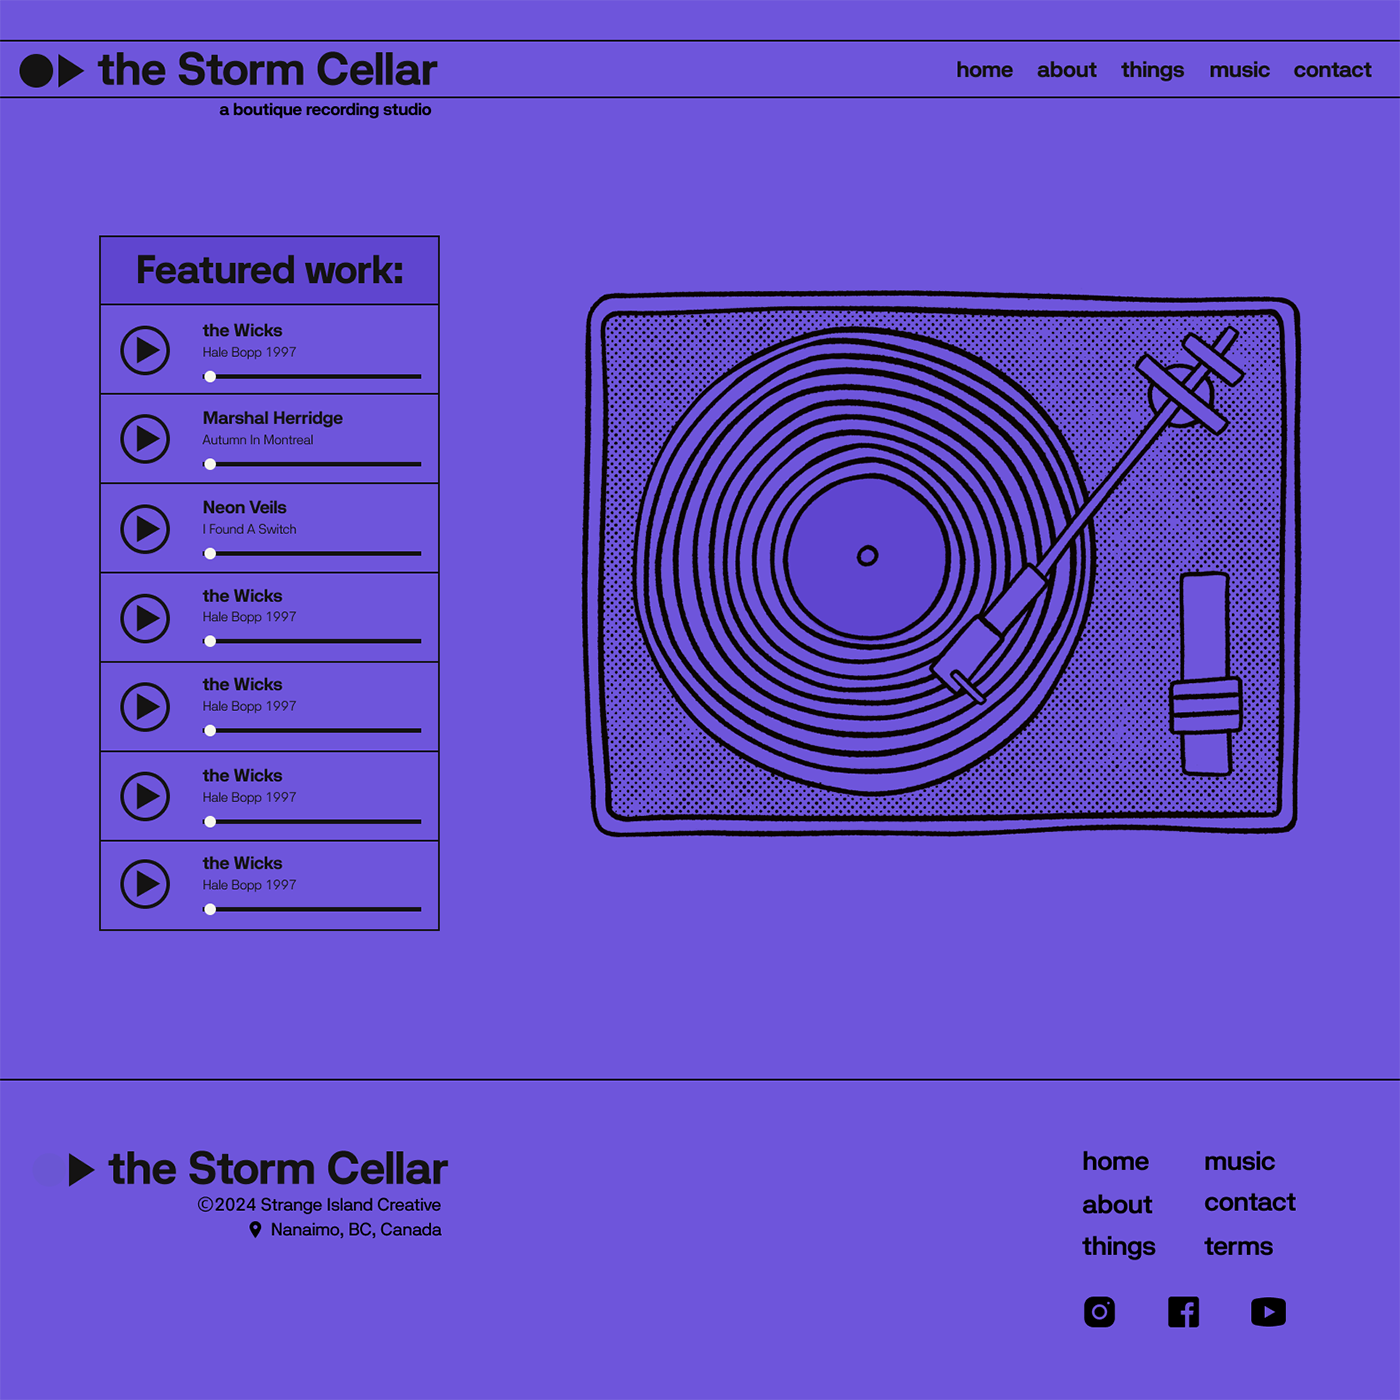 the Storm Cellar
home about things music contact
a boutique recording studio
Featured work:
the Wicks
Hale Bopp 1997
Marshal Herridge
Autumn In Montreal
Neon Veils
I Found A Switch
the Wicks
Hale Bopp 1997
the Wicks
Hale Bopp 1997
the Wicks
Hale Bopp 1997
the Wicks
Hale Bopp 1997
the Storm Cellar
©2024 Strange Island Creative
Nanaimo, BC, Canada
home music
about contact
things terms